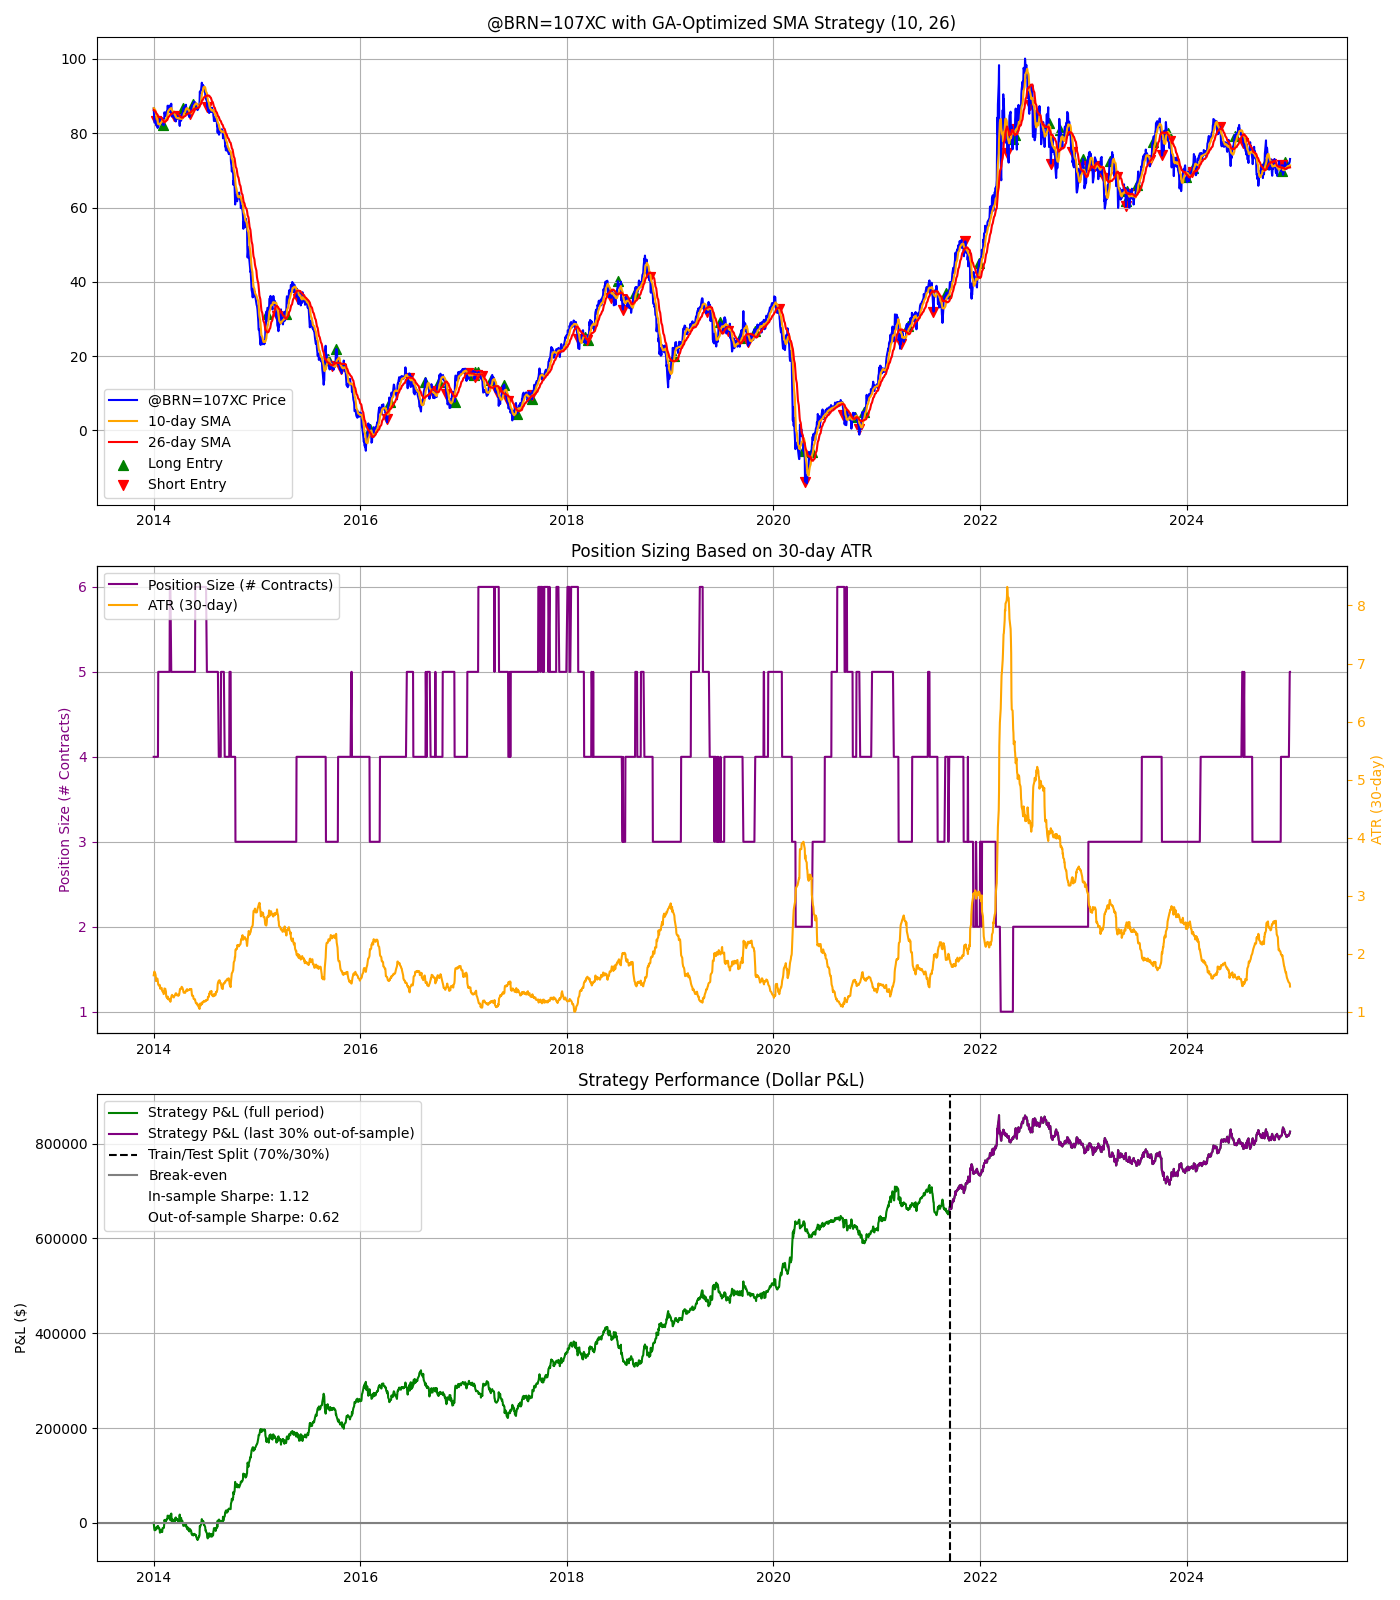 @BRN=107XC with GA-Optimized SMA Strategy (10, 26)
100
80
60
40
20
0
@BRN=107XC Price
10-day SMA
26-day SMA
Long Entry
Short Entry
2014 2016 2018 2020 2022 2024
Position Sizing Based on 30-day ATR
Position Size (# Contracts)
6
5
4
3
2
1
Position Size (# Contracts)
ATR (30-day)
8
7
6
5
4
3
2
1
ATR (30-day)
2014 2016 2018 2020 2022 2024
Strategy Performance (Dollar P&L)
P&L ($)
800000
600000
400000
200000
0
Strategy P&L (full period)
Strategy P&L (last 30% out-of-sample)
Train/Test Split (70%/30%)
Break-even
In-sample Sharpe: 1.12
Out-of-sample Sharpe: 0.62
2014 2016 2018 2020 2022 2024